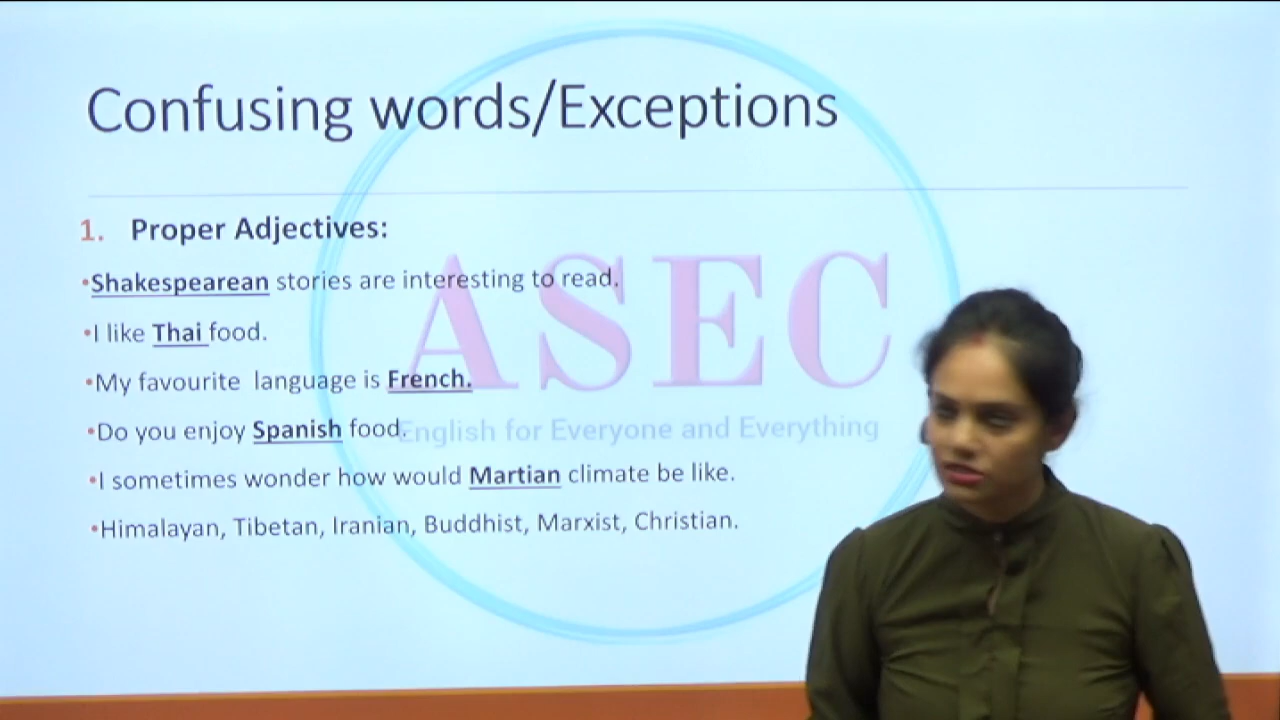 Confusing words/Exceptions
1. Proper Adjectives:
•Shakespearean stories are interesting to read.
•I like Thai food.
•My favourite language is French.
•Do you enjoy Spanish food.
•I sometimes wonder how would Martian climate be like.
•Himalayan, Tibetan, Iranian, Buddhist, Marxist, Christian.
ASEC
English for Everyone and Everything